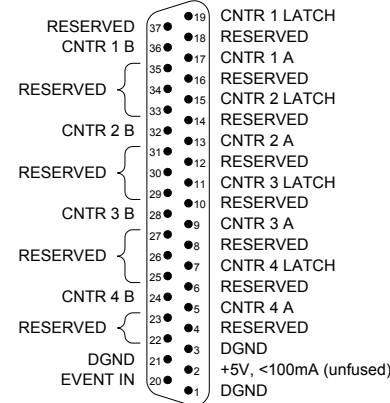 19 CNTR 1 LATCH
RESERVED 37
18 RESERVED
CNTR 1 B 36
17 CNTR 1 A
35
16 RESERVED
RESERVED 34
15 CNTR 2 LATCH
33
14 RESERVED
CNTR 2 B 32
13 CNTR 2 A
31
12 RESERVED
RESERVED 30
11 CNTR 3 LATCH
29
10 RESERVED
CNTR 3 B 28
9 CNTR 3 A
27
8 RESERVED
RESERVED 26
7 CNTR 4 LATCH
25
6 RESERVED
CNTR 4 B 24
5 CNTR 4 A
23
RESERVED
4 RESERVED
22
3 DGND
DGND 21
2 +5V, <100mA (unfused)
EVENT IN 20
1 DGND